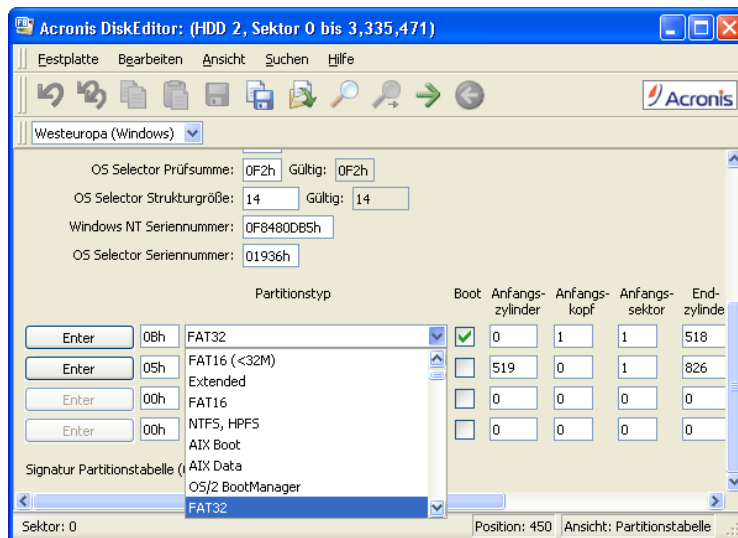 Acronis DiskEditor: (HDD 2, Sektor 0 bis 3,335,471)
Festplatte Bearbeiten Ansicht Suchen Hilfe
Acronis
Westeuropa (Windows)
OS Selector Prüfsumme: 0F2h Gültig: 0F2h
OS Selector Strukturgröße: 14 Gültig: 14
Windows NT Seriennummer: 0F8480DB5h
OS Selector Seriennummer: 01936h
Partitionstyp Boot Anfangs- Anfangs- Anfangs- End-
zylinder kopf sektor zylinde
Enter 0Bh FAT32 0 1 1 518
Enter 05h FAT16 (<32M) 519 0 1 826
Extended
Enter 00h FAT16 0 0 0 0
NTFS, HPFS
Enter 00h AIX Boot 0 0 0 0
Signatur Partitionstabelle ( AIX Data
OS/2 BootManager
FAT32
Sektor: 0 Position: 450 Ansicht: Partitionstabelle